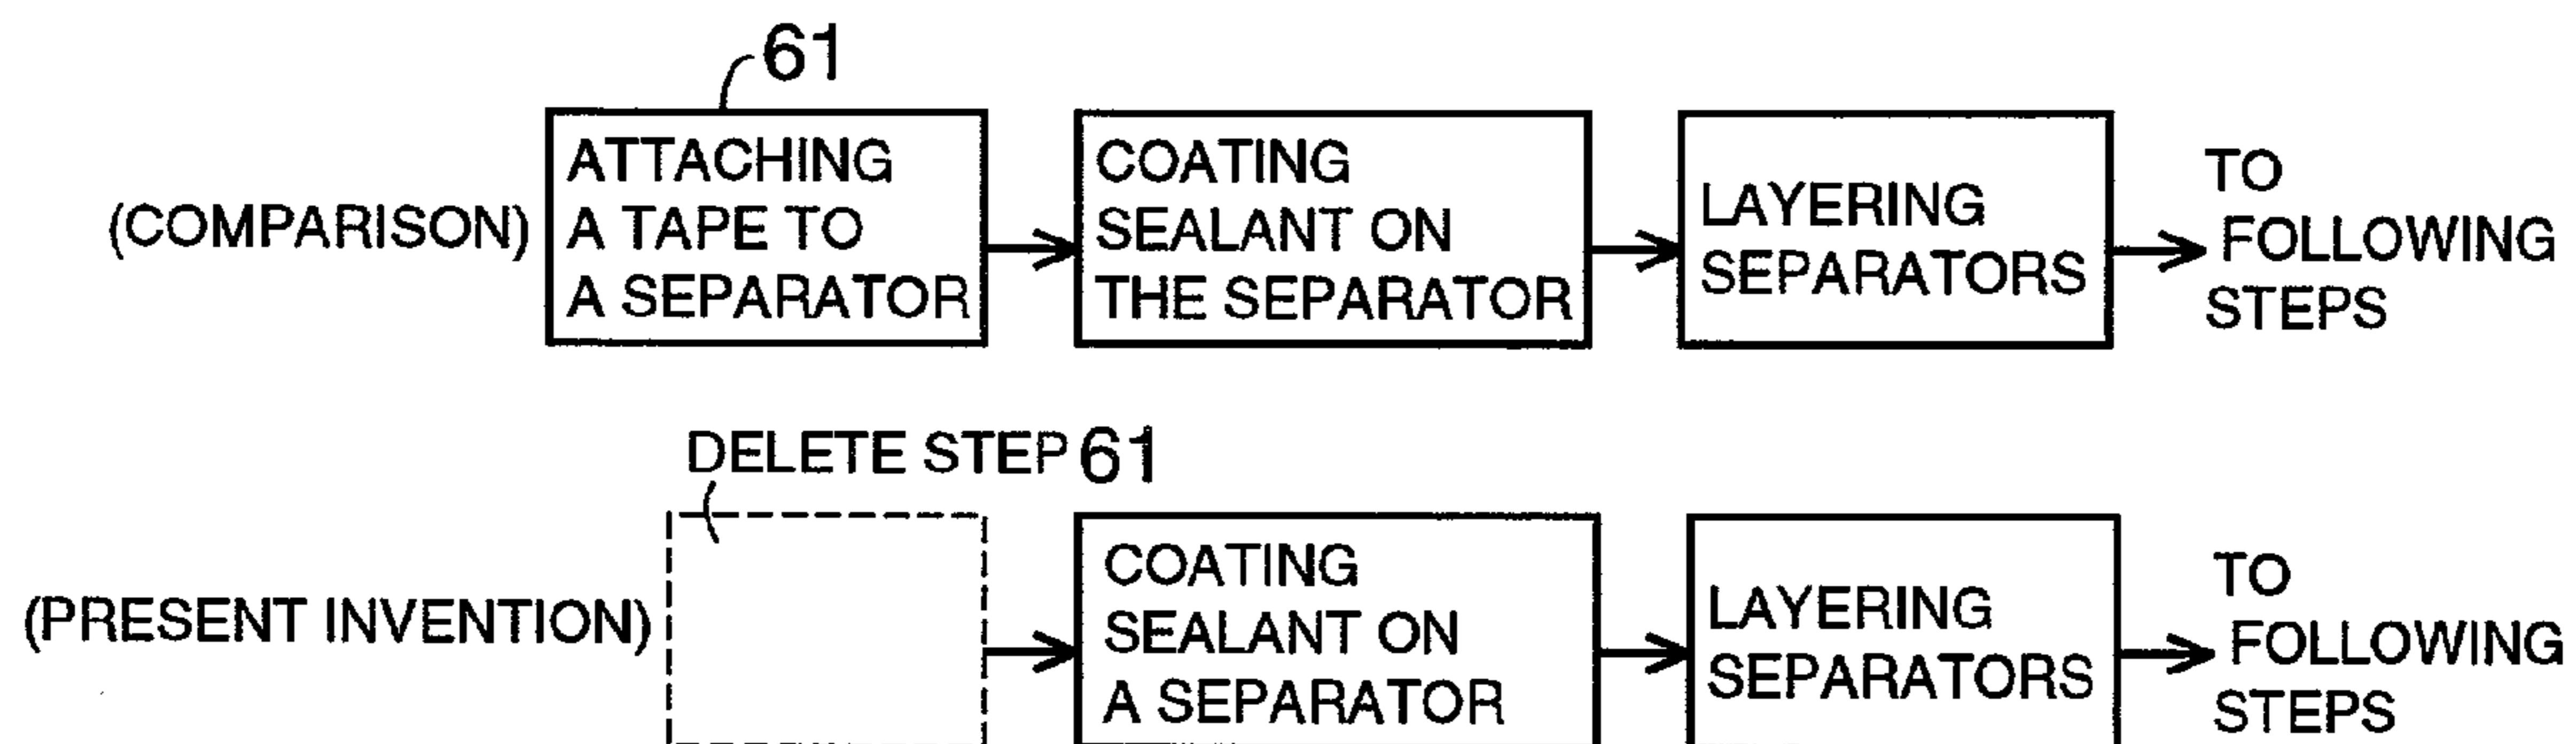 61
(COMPARISON)
ATTACHING
A TAPE TO
A SEPARATOR
COATING
SEALANT ON
THE SEPARATOR
LAYERING
SEPARATORS
TO
FOLLOWING
STEPS
DELETE STEP 61
(PRESENT INVENTION)
COATING
SEALANT ON
A SEPARATOR
LAYERING
SEPARATORS
TO
FOLLOWING
STEPS